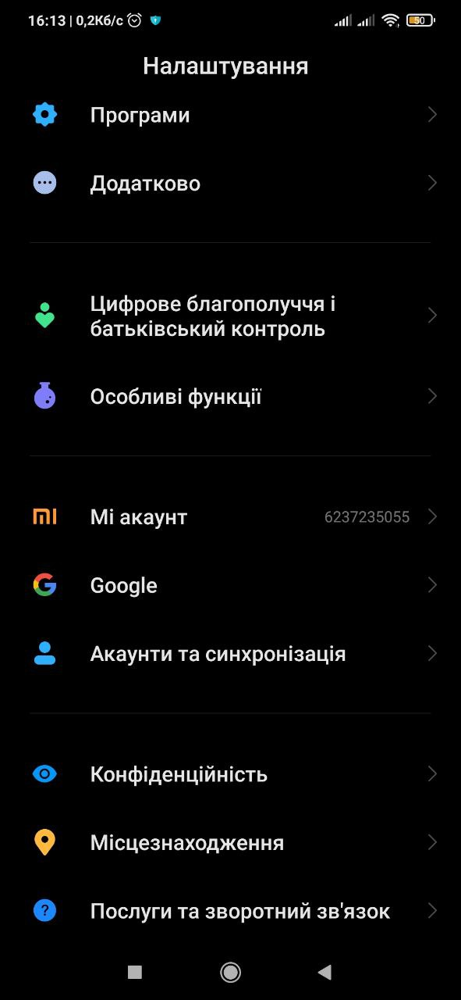 16:13 | 0,2Кб/с 50
Налаштування
Програми
Додатково
Цифрове благополуччя і
батьківський контроль
Особливі функції
Mi акаунт 6237235055
Google
Акаунти та синхронізація
Конфіденційність
Місцезнаходження
Послуги та зворотний зв'язок